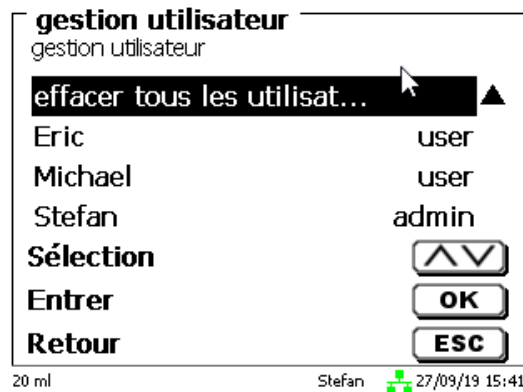 gestion utilisateur
gestion utilisateur
effacer tous les utilisat...
Eric user
Michael user
Stefan admin
Sélection
Entrer OK
Retour ESC
20 ml Stefan 27/09/19 15:41